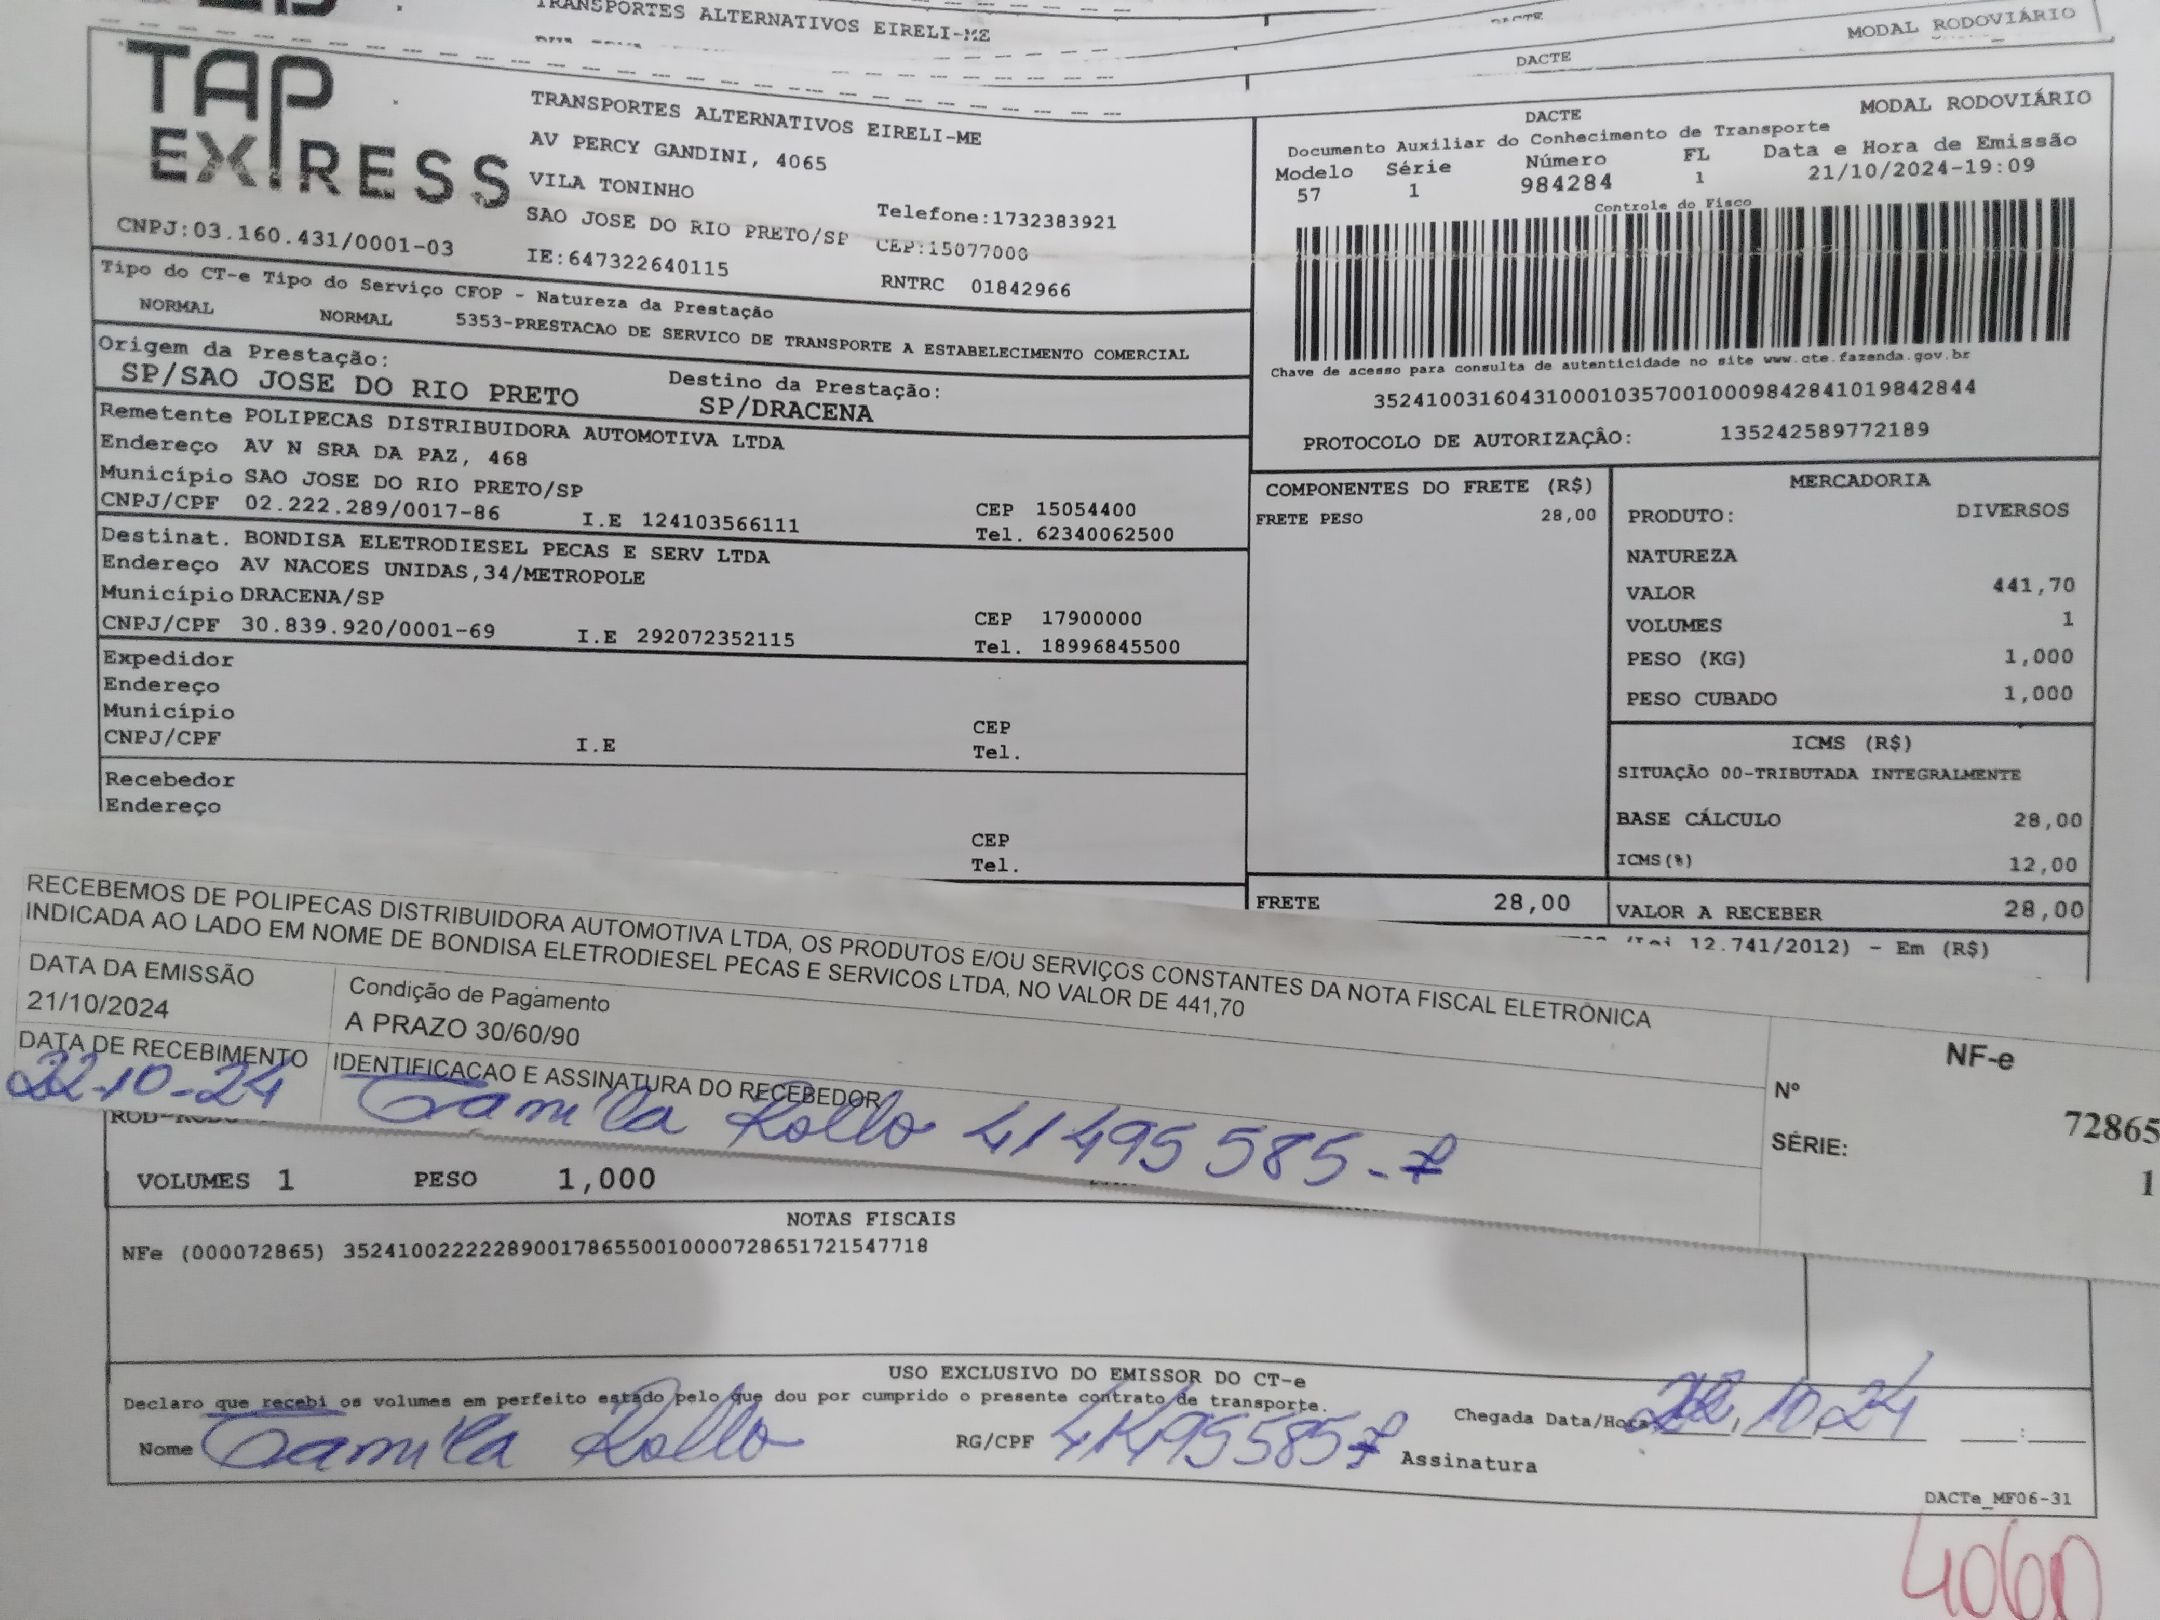 TRANSPORTES ALTERNATIVOS EIRELI-ME
DACTE
MODAL RODOVIÁRIO
TAP EXPRESS
TRANSPORTES ALTERNATIVOS EIRELI-ME
AV PERCY GANDINI, 4065
VILA TONINHO
Telefone:1732383921
SAO JOSE DO RIO PRETO/SP CEP:15077000
CNPJ:03.160.431/0001-03
IE:647322640115
RNTRC 01842966
DACTE
MODAL RODOVIÁRIO
Documento Auxiliar do Conhecimento de Transporte
Modelo Série Número FL Data e Hora de Emissão
57 1 984284 1 21/10/2024-19:09
Controle do Fisco
Chave de acesso para consulta de autenticidade no site www.cte.fazenda.gov.br
35241003160431000103570010009842841019842844
PROTOCOLO DE AUTORIZAÇÃO: 135242589772189
Tipo do CT-e Tipo do Serviço CFOP - Natureza da Prestação
NORMAL NORMAL 5353-PRESTACAO DE SERVICO DE TRANSPORTE A ESTABELECIMENTO COMERCIAL
Origem da Prestação: Destino da Prestação:
SP/SAO JOSE DO RIO PRETO SP/DRACENA
Remetente POLIPECAS DISTRIBUIDORA AUTOMOTIVA LTDA
Endereço AV N SRA DA PAZ, 468
Município SAO JOSE DO RIO PRETO/SP CEP 15054400
CNPJ/CPF 02.222.289/0017-86 I.E 124103566111 Tel. 62340062500
Destinat. BONDISA ELETRODIESEL PECAS E SERV LTDA
Endereço AV NACOES UNIDAS,34/METROPOLE
Município DRACENA/SP CEP 17900000
CNPJ/CPF 30.839.920/0001-69 I.E 292072352115 Tel. 18996845500
Expedidor
Endereço
Município CEP
CNPJ/CPF I.E Tel.
Recebedor
Endereço
CEP
Tel.
COMPONENTES DO FRETE (R$)
FRETE PESO 28,00
FRETE 28,00
MERCADORIA
PRODUTO: DIVERSOS
NATUREZA
VALOR 441,70
VOLUMES 1
PESO (KG) 1,000
PESO CUBADO 1,000
ICMS (R$)
SITUAÇÃO 00-TRIBUTADA INTEGRALMENTE
BASE CÁLCULO 28,00
ICMS(%) 12,00
VALOR A RECEBER 28,00
(Lei 12.741/2012) - Em (R$)
RECEBEMOS DE POLIPECAS DISTRIBUIDORA AUTOMOTIVA LTDA, OS PRODUTOS E/OU SERVIÇOS CONSTANTES DA NOTA FISCAL ELETRÔNICA
INDICADA AO LADO EM NOME DE BONDISA ELETRODIESEL PECAS E SERVICOS LTDA, NO VALOR DE 441,70
DATA DA EMISSÃO Condição de Pagamento
21/10/2024 A PRAZO 30/60/90
DATA DE RECEBIMENTO IDENTIFICACAO E ASSINATURA DO RECEBEDOR
22-10-24 Camila Rollo 41495585-7
NF-e
Nº 72865
SÉRIE: 1
VOLUMES 1 PESO 1,000
NOTAS FISCAIS
NFe (000072865) 35241002222289001786550010000728651721547718
USO EXCLUSIVO DO EMISSOR DO CT-e
Declaro que recebi os volumes em perfeito estado pelo que dou por cumprido o presente contrato de transporte.
Chegada Data/Hora 22,10,24 :
Nome Camila Rollo RG/CPF 414955857 Assinatura
DACTe_MF06-31
4060